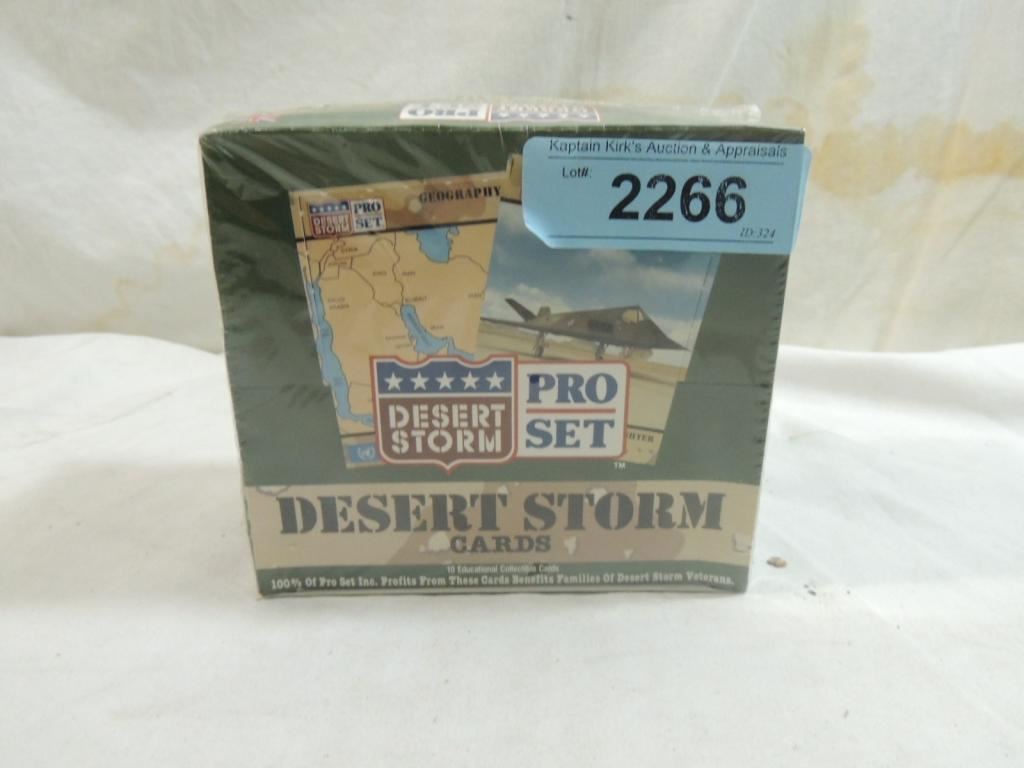 PRO
Kaptain Kirk's Auction & Appraisals
Lot#:
2266
ID:324
GEOGRAPHY
DESERT STORM
PRO SET
DESERT
STORM
PRO
SET
TM
DESERT STORM
CARDS
10 Educational Collectible Cards
100% Of Pro Set Inc. Profits From These Cards Benefits Families Of Desert Storm Veterans.